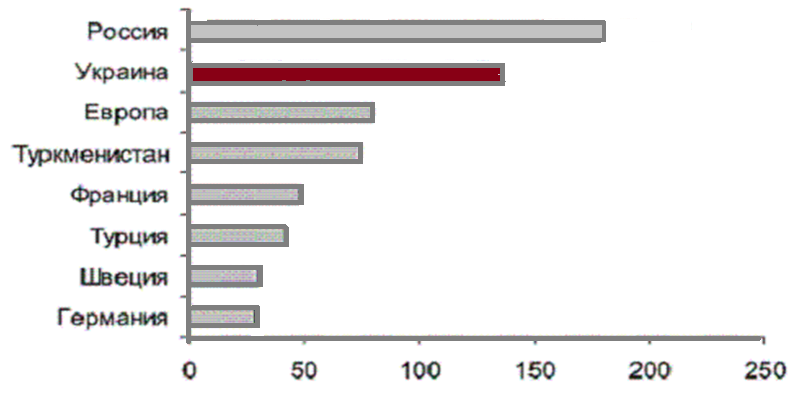 Россия
Украина
Европа
Туркменистан
Франция
Турция
Швеция
Германия
0 50 100 150 200 250